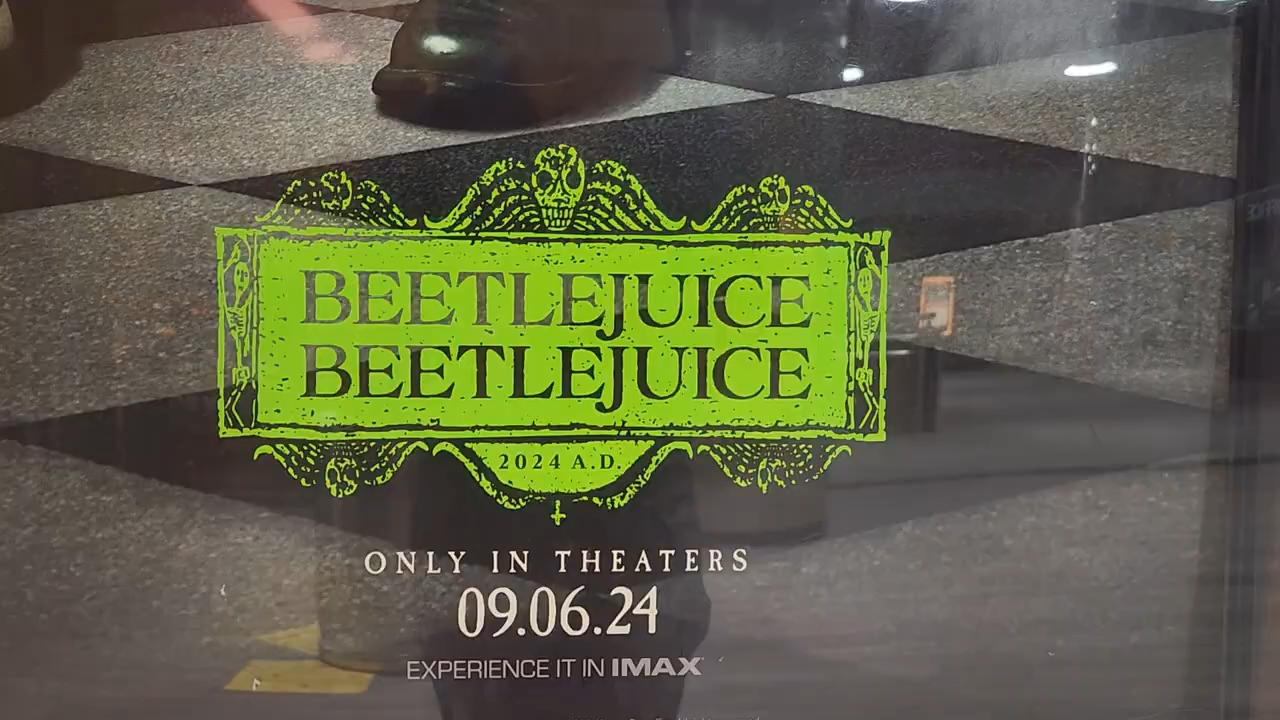 BEETLEJUICE
BEETLEJUICE
2024 A.D.
ONLY IN THEATERS
09.06.24
EXPERIENCE IT IN IMAX